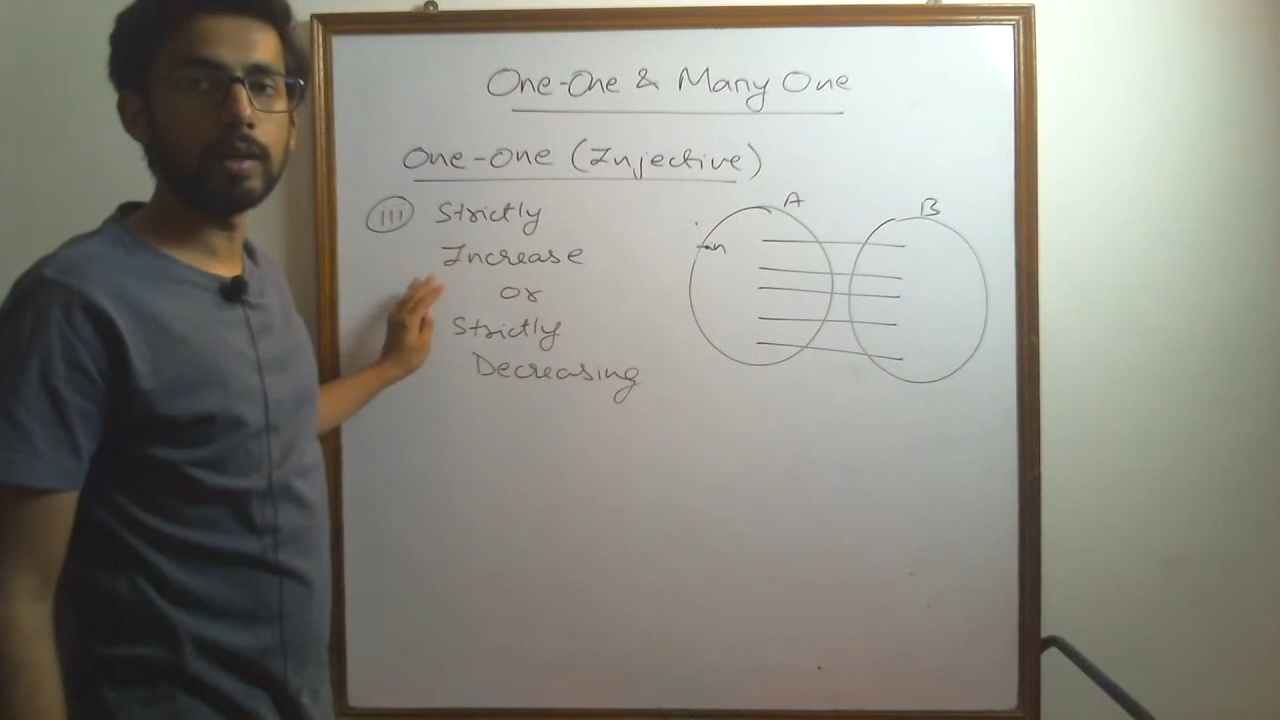 One-One & Many One
One-One (Injective)
(iii) Strictly
Increase
or
Strictly
Decreasing
A
B